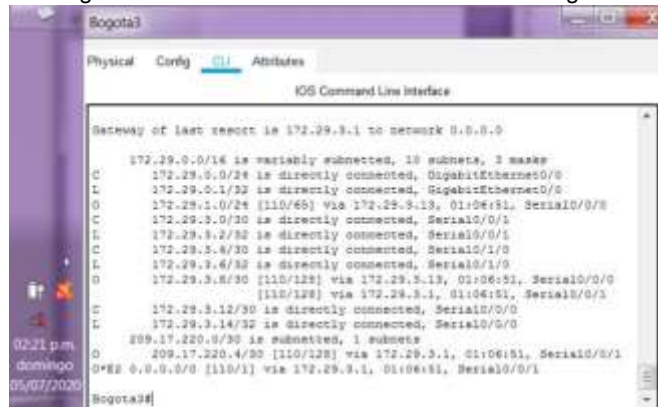 Bogota3
Physical Config CLI Attributes
IOS Command Line Interface
Gateway of last resort is 172.29.3.1 to network 0.0.0.0
172.29.0.0/16 is variably subnetted, 10 subnets, 3 masks
C 172.29.0.0/24 is directly connected, GigabitEthernet0/0
L 172.29.0.1/32 is directly connected, GigabitEthernet0/0
O 172.29.1.0/24 [110/65] via 172.29.3.13, 01:06:51, Serial0/0/0
C 172.29.3.0/30 is directly connected, Serial0/0/1
L 172.29.3.2/32 is directly connected, Serial0/0/1
C 172.29.3.4/30 is directly connected, Serial0/1/0
L 172.29.3.6/32 is directly connected, Serial0/1/0
O 172.29.3.8/30 [110/128] via 172.29.3.13, 01:06:51, Serial0/0/0
[110/128] via 172.29.3.1, 01:06:51, Serial0/0/1
C 172.29.3.12/30 is directly connected, Serial0/0/0
L 172.29.3.14/32 is directly connected, Serial0/0/0
209.17.220.0/30 is subnetted, 1 subnets
O 209.17.220.4/30 [110/128] via 172.29.3.1, 01:06:51, Serial0/0/1
O*E2 0.0.0.0/0 [110/1] via 172.29.3.1, 01:06:51, Serial0/0/1
Bogota3#
02:21 p.m.
domingo
05/07/2020